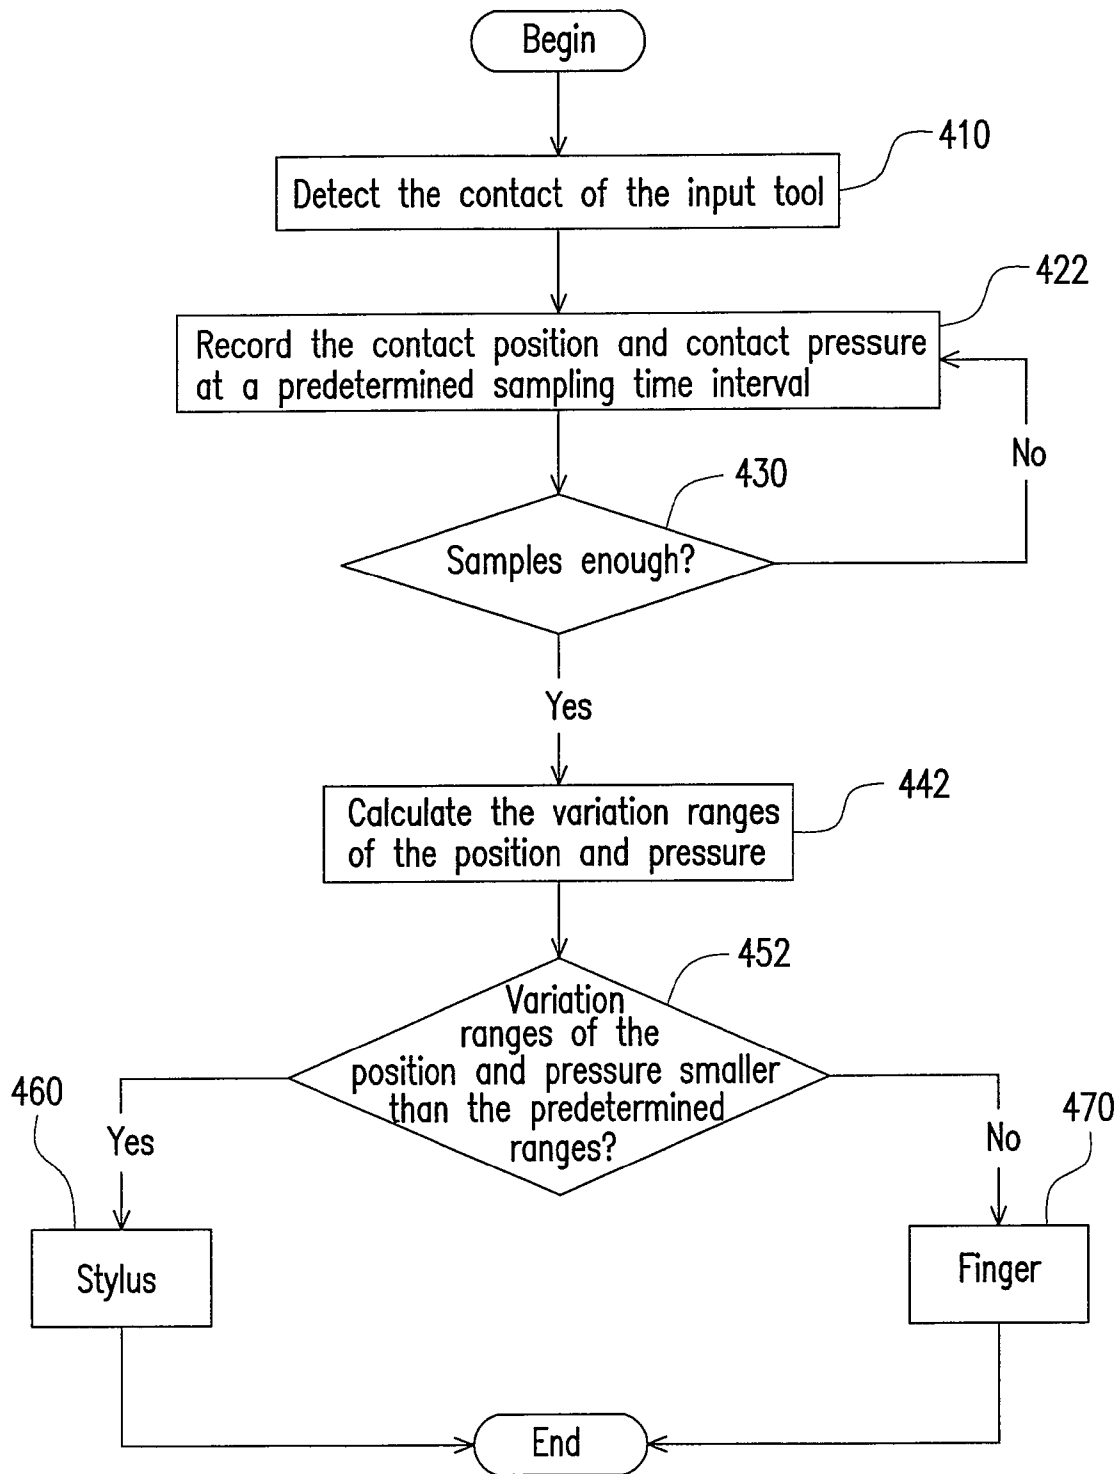 Begin
410
Detect the contact of the input tool
422
Record the contact position and contact pressure
at a predetermined sampling time interval
No
430
Samples enough?
Yes
442
Calculate the variation ranges
of the position and pressure
452
Variation
ranges of the
position and pressure smaller
than the predetermined
ranges?
460
Yes
470
No
Stylus
Finger
End